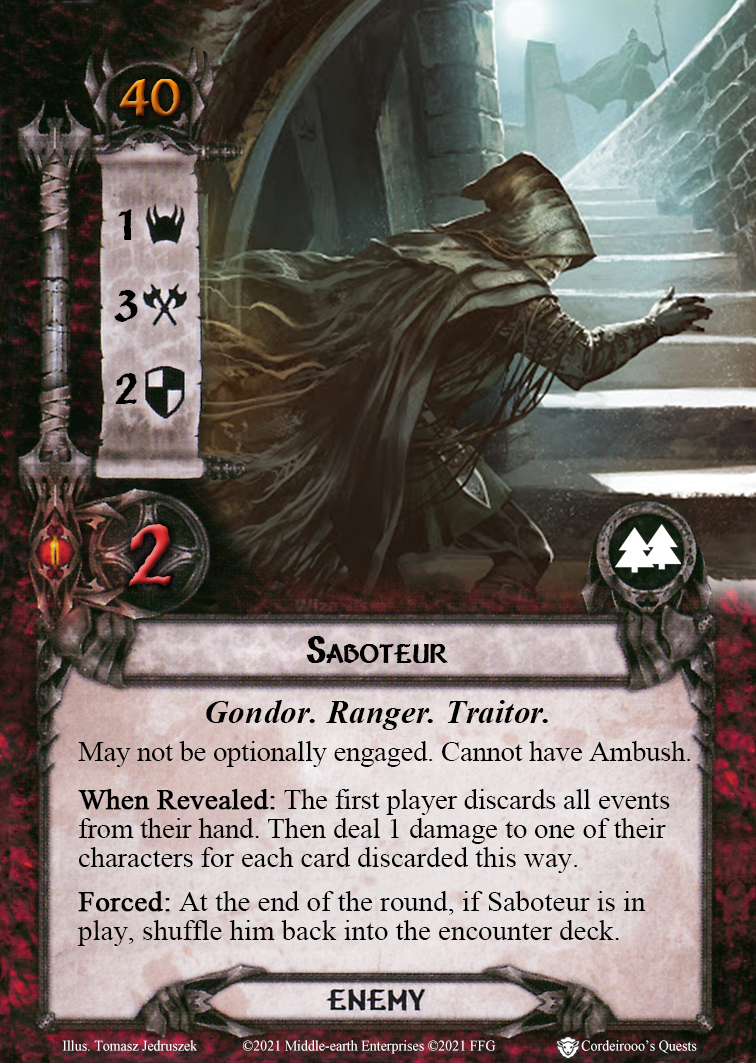 40
1
3
2
2
Saboteur
Gondor. Ranger. Traitor.
May not be optionally engaged. Cannot have Ambush.
When Revealed: The first player discards all events
from their hand. Then deal 1 damage to one of their
characters for each card discarded this way.
Forced: At the end of the round, if Saboteur is in
play, shuffle him back into the encounter deck.
ENEMY
Illus. Tomasz Jedruszek ©2021 Middle-earth Enterprises ©2021 FFG Cordeirooo's Quests